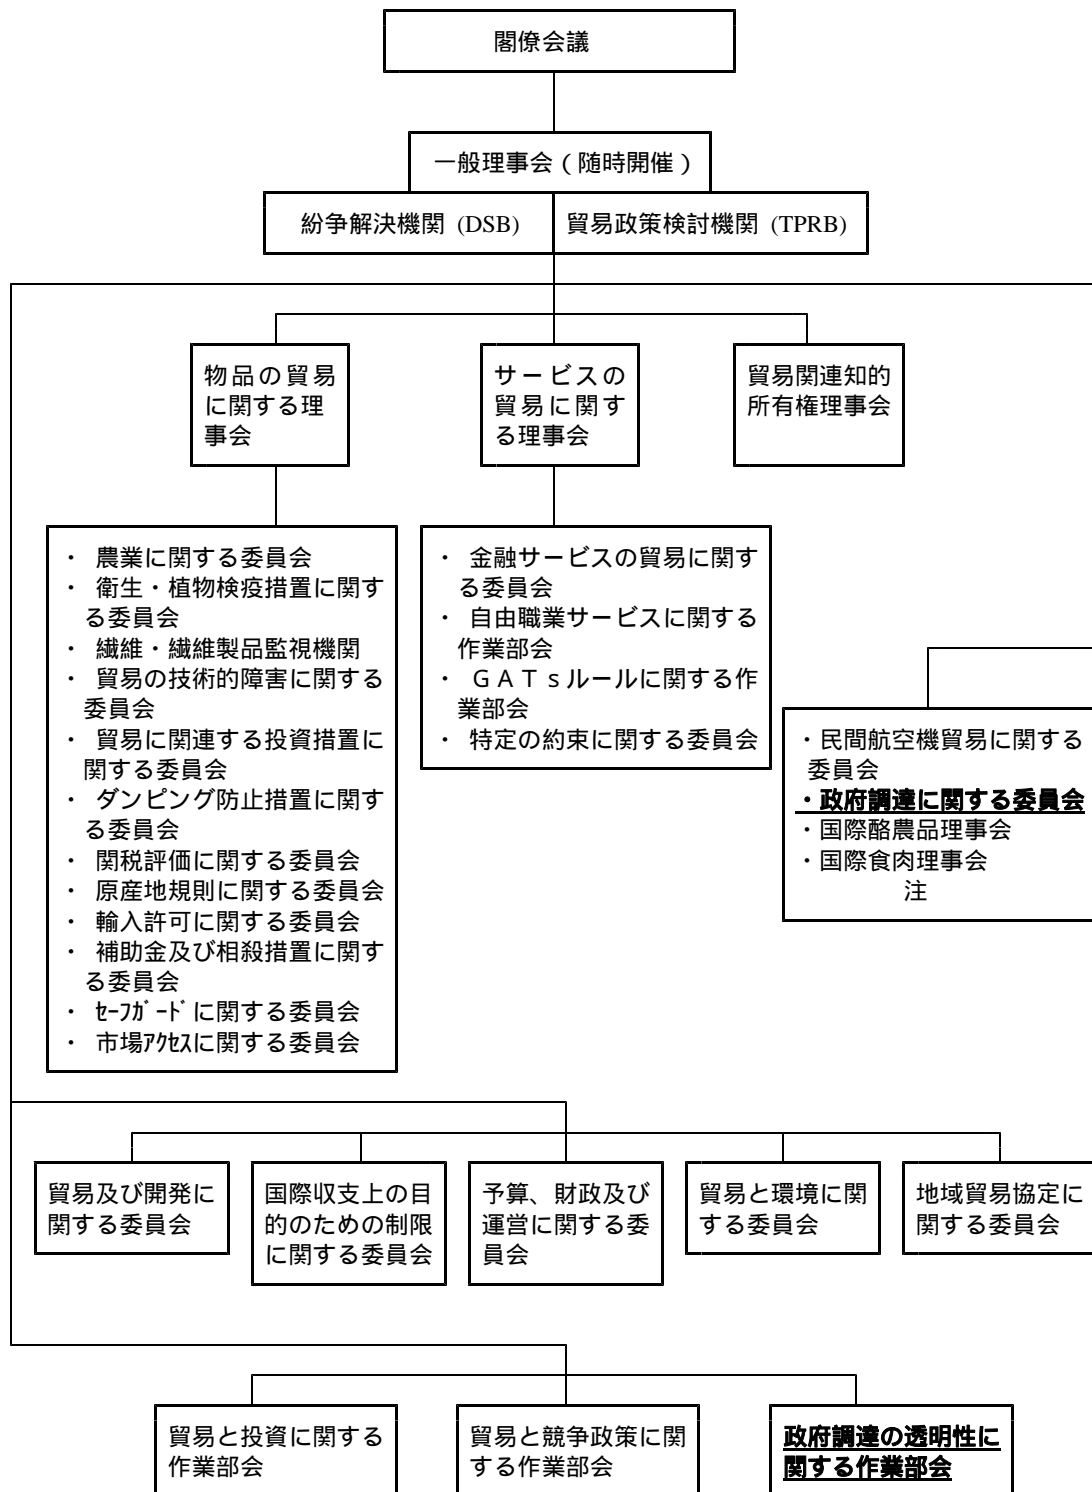 閣僚会議
一般理事会(随時開催)
紛争解決機関 (DSB)
貿易政策検討機関 (TPRB)
物品の貿易
に関する理
事会
サービスの
貿易に関す
る理事会
貿易関連知的
所有権理事会
・ 農業に関する委員会
・ 衛生・植物検疫措置に関す
る委員会
・ 繊維・繊維製品監視機関
・ 貿易の技術的障害に関する
委員会
・ 貿易に関連する投資措置に
関する委員会
・ ダンピング防止措置に関す
る委員会
・ 関税評価に関する委員会
・ 原産地規則に関する委員会
・ 輸入許可に関する委員会
・ 補助金及び相殺措置に関す
る委員会
・ セーフガードに関する委員会
・ 市場アクセスに関する委員会
・ 金融サービスの貿易に関す
る委員会
・ 自由職業サービスに関する
作業部会
・ GATsルールに関する作
業部会
・ 特定の約束に関する委員会
・民間航空機貿易に関する
委員会
・政府調達に関する委員会
・国際酪農品理事会
・国際食肉理事会
注
貿易及び開発に
関する委員会
国際収支上の目
的のための制限
に関する委員会
予算、財政及び
運営に関する委
員会
貿易と環境に関
する委員会
地域貿易協定に
関する委員会
貿易と投資に関する
作業部会
貿易と競争政策に関
する作業部会
政府調達の透明性に
関する作業部会